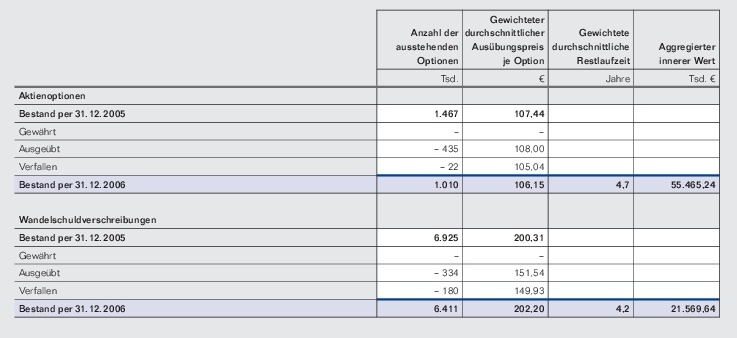 Anzahl der ausstehenden Optionen | Gewichteter durchschnittlicher Ausübungspreis je Option | Gewichtete durchschnittliche Restlaufzeit | Aggregierter innerer Wert
Tsd. | € | Jahre | Tsd. €
Aktienoptionen
Bestand per 31. 12. 2005 | 1.467 | 107,44
Gewährt | – | –
Ausgeübt | – 435 | 108,00
Verfallen | – 22 | 105,04
Bestand per 31. 12. 2006 | 1.010 | 106,15 | 4,7 | 55.465,24
Wandelschuldverschreibungen
Bestand per 31. 12. 2005 | 6.925 | 200,31
Gewährt | – | –
Ausgeübt | – 334 | 151,54
Verfallen | – 180 | 149,93
Bestand per 31. 12. 2006 | 6.411 | 202,20 | 4,2 | 21.569,64